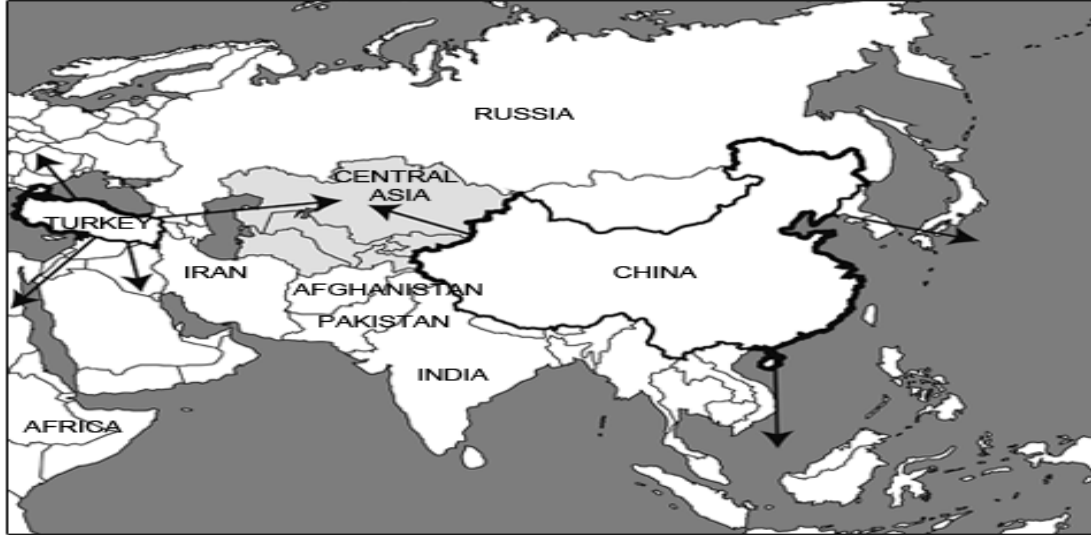 RUSSIA
CENTRAL
ASIA
TURKEY
IRAN
CHINA
AFGHANISTAN
PAKISTAN
INDIA
AFRICA